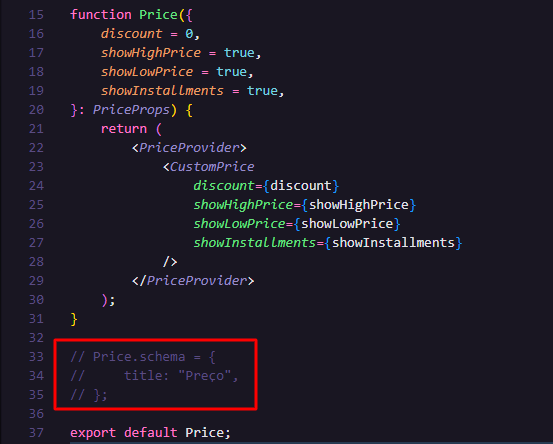 15 function Price({
16     discount = 0,
17     showHighPrice = true,
18     showLowPrice = true,
19     showInstallments = true,
20 }: PriceProps) {
21     return (
22         <PriceProvider>
23             <CustomPrice
24                 discount={discount}
25                 showHighPrice={showHighPrice}
26                 showLowPrice={showLowPrice}
27                 showInstallments={showInstallments}
28             />
29         </PriceProvider>
30     );
31 }
32
33 // Price.schema = {
34 //     title: "Preço",
35 // };
36
37 export default Price;